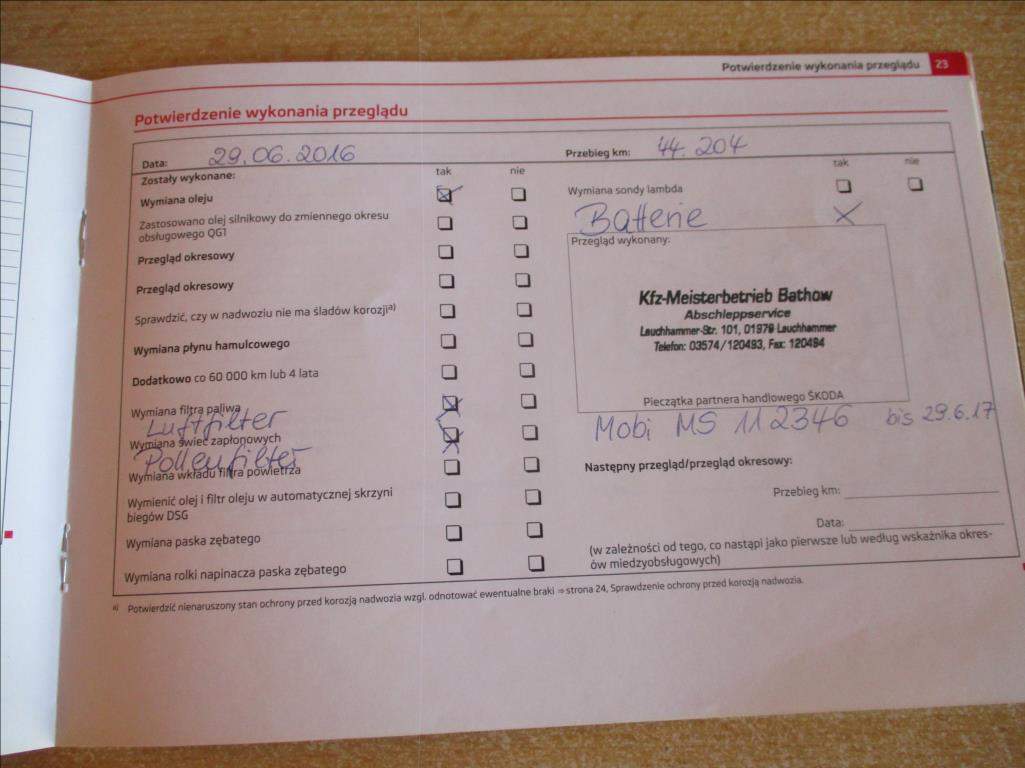 Potwierdzenie wykonania przeglądu 23
Potwierdzenie wykonania przeglądu
Data: 29.06.2016
Przebieg km: 44.204
Zostały wykonane: tak nie
Wymiana oleju
Zastosowano olej silnikowy do zmiennego okresu
obsługowego QG1
Przegląd okresowy
Przegląd okresowy
Sprawdzić, czy w nadwoziu nie ma śladów korozji a)
Wymiana płynu hamulcowego
Dodatkowo co 60 000 km lub 4 lata
Wymiana filtra paliwa
Luftfilter
Wymiana świec zapłonowych
Pollenfilter
Wymiana wkładu filtra powietrza
Wymienić olej i filtr oleju w automatycznej skrzyni
biegów DSG
Wymiana paska zębatego
Wymiana rolki napinacza paska zębatego
tak nie
Wymiana sondy lambda
Batterie X
Przegląd wykonany:
Kfz-Meisterbetrieb Bathow
Abschleppservice
Lauchhammer-Str. 101, 01979 Lauchhammer
Telefon: 03574/120493, Fax: 120494
Pieczątka partnera handlowego ŠKODA
Mobi MS 112346 bis 29.6.17
Następny przegląd/przegląd okresowy:
Przebieg km:
Data:
(w zależności od tego, co nastąpi jako pierwsze lub według wskaźnika okres-
ów miedzyobsługowych)
a) Potwierdzić nienaruszony stan ochrony przed korozją nadwozia wzgl. odnotować ewentualne braki ⇒ strona 24, Sprawdzenie ochrony przed korozją nadwozia.